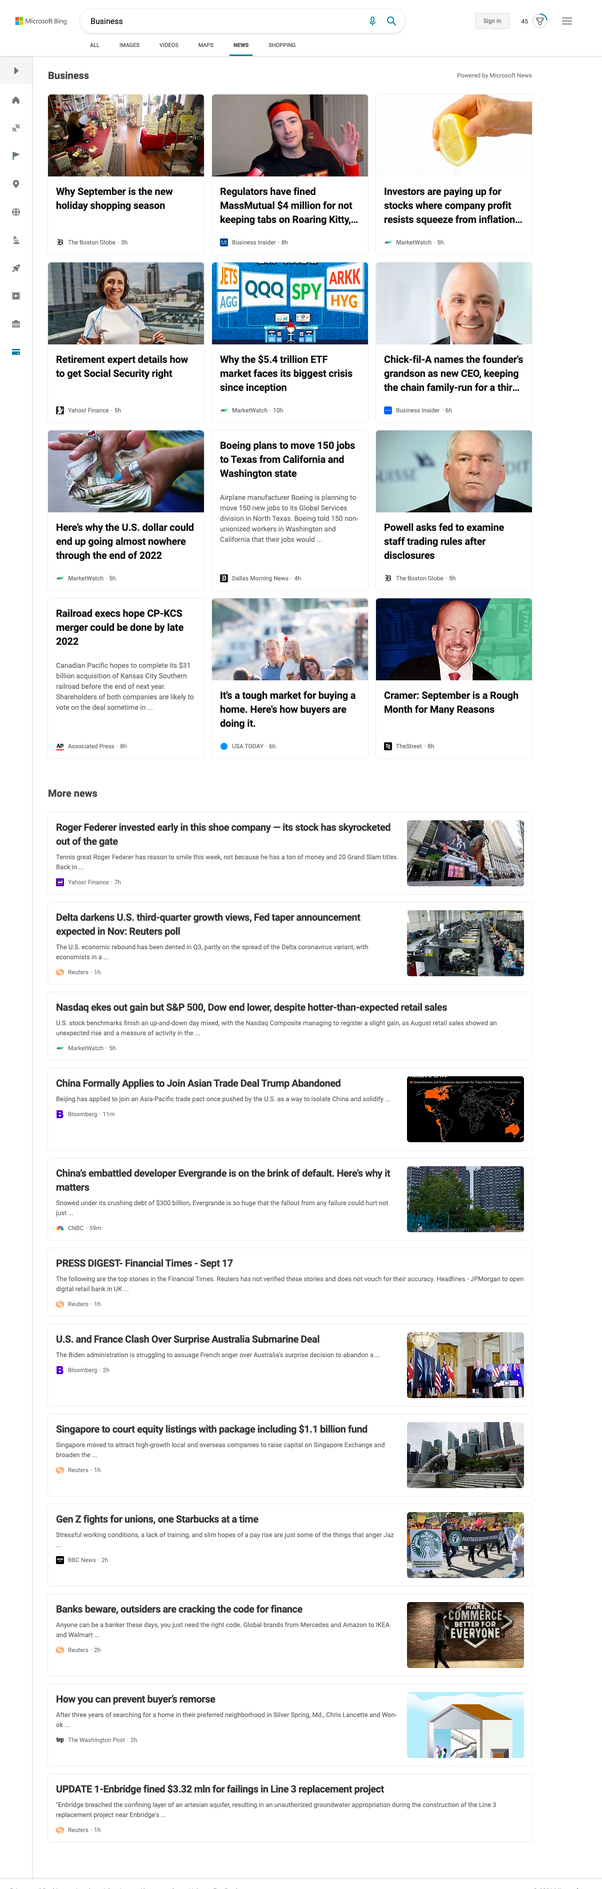 Microsoft Bing
Business
Sign in
45
ALL
IMAGES
VIDEOS
MAPS
NEWS
SHOPPING
Business
Powered by Microsoft News
Why September is the new
holiday shopping season
The Boston Globe · 3h
Regulators have fined
MassMutual $4 million for not
keeping tabs on Roaring Kitty,...
Business Insider · 8h
Investors are paying up for
stocks where company profit
resists squeeze from inflation...
MarketWatch · 5h
Retirement expert details how
to get Social Security right
Yahoo! Finance · 5h
JETS
AGG
QQQ
SPY
ARKK
HYG
Why the $5.4 trillion ETF
market faces its biggest crisis
since inception
MarketWatch · 10h
Chick-fil-A names the founder's
grandson as new CEO, keeping
the chain family-run for a thir...
Business Insider · 6h
Here's why the U.S. dollar could
end up going almost nowhere
through the end of 2022
MarketWatch · 5h
Boeing plans to move 150 jobs
to Texas from California and
Washington state
Airplane manufacturer Boeing is planning to
move 150 new jobs to its Global Services
division in North Texas. Boeing told 150 non-
unionized workers in Washington and
California that their jobs would ...
Dallas Morning News · 4h
Powell asks fed to examine
staff trading rules after
disclosures
The Boston Globe · 5h
Railroad execs hope CP-KCS
merger could be done by late
2022
Canadian Pacific hopes to complete its $31
billion acquisition of Kansas City Southern
railroad before the end of next year.
Shareholders of both companies are likely to
vote on the deal sometime in ...
AP
Associated Press · 8h
It's a tough market for buying a
home. Here's how buyers are
doing it.
USA TODAY · 6h
Cramer: September is a Rough
Month for Many Reasons
TheStreet · 8h
More news
Roger Federer invested early in this shoe company — its stock has skyrocketed
out of the gate
Tennis great Roger Federer has reason to smile this week, not because he has a ton of money and 20 Grand Slam titles.
Back in ...
Yahoo! Finance · 7h
Delta darkens U.S. third-quarter growth views, Fed taper announcement
expected in Nov: Reuters poll
The U.S. economic rebound has been dented in Q3, partly on the spread of the Delta coronavirus variant, with
economists in a ...
Reuters · 1h
Nasdaq ekes out gain but S&P 500, Dow end lower, despite hotter-than-expected retail sales
U.S. stock benchmarks finish an up-and-down day mixed, with the Nasdaq Composite managing to register a slight gain, as August retail sales showed an
unexpected rise and a measure of activity in the ...
MarketWatch · 5h
China Formally Applies to Join Asian Trade Deal Trump Abandoned
Beijing has applied to join an Asia-Pacific trade pact once pushed by the U.S. as a way to isolate China and solidify ...
B
Bloomberg · 11m
China's embattled developer Evergrande is on the brink of default. Here's why it
matters
Snowed under its crushing debt of $300 billion, Evergrande is so huge that the fallout from any failure could hurt not
just ...
CNBC · 59m
PRESS DIGEST- Financial Times - Sept 17
The following are the top stories in the Financial Times. Reuters has not verified these stories and does not vouch for their accuracy. Headlines - JPMorgan to open
digital retail bank in UK ...
Reuters · 1h
U.S. and France Clash Over Surprise Australia Submarine Deal
The Biden administration is struggling to assuage French anger over Australia's surprise decision to abandon a ...
B
Bloomberg · 2h
Singapore to court equity listings with package including $1.1 billion fund
Singapore moved to attract high-growth local and overseas companies to raise capital on Singapore Exchange and
broaden the ...
Reuters · 1h
Gen Z fights for unions, one Starbucks at a time
Stressful working conditions, a lack of training, and slim hopes of a pay rise are just some of the things that anger Jaz
...
BBC News · 2h
Banks beware, outsiders are cracking the code for finance
Anyone can be a banker these days, you just need the right code. Global brands from Mercedes and Amazon to IKEA
and Walmart ...
Reuters · 2h
MAKE
COMMERCE
BETTER FOR
EVERYONE
How you can prevent buyer's remorse
After three years of searching for a home in their preferred neighborhood in Silver Spring, Md., Chris Lancette and Won-
ok ...
wp
The Washington Post · 2h
UPDATE 1-Enbridge fined $3.32 mln for failings in Line 3 replacement project
"Enbridge breached the confining layer of an artesian aquifer, resulting in an unauthorized groundwater appropriation during the construction of the Line 3
replacement project near Enbridge's ...
Reuters · 1h